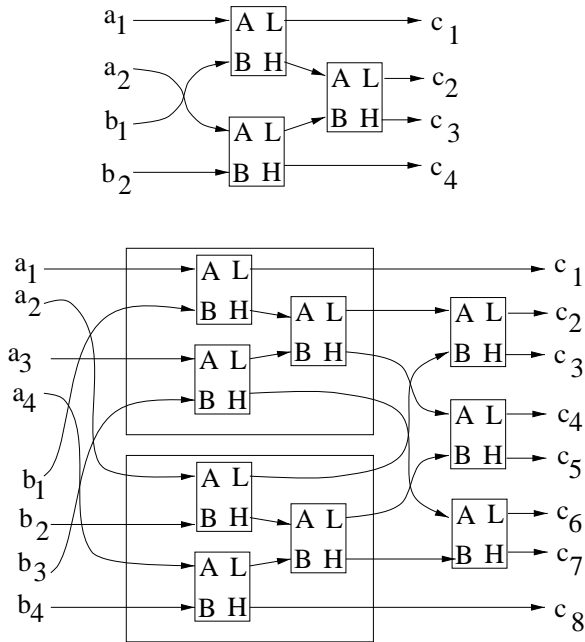 a1 A L c1
B H
a2 A L c2
b1 B H c3
A L
b2 B H c4
a1 A L c1
a2 B H A L A L c2
B H B H c3
a3 A L
a4 B H A L c4
B H c5
b1 A L
b2 B H A L A L c6
B H B H c7
b3 A L
b4 B H c8